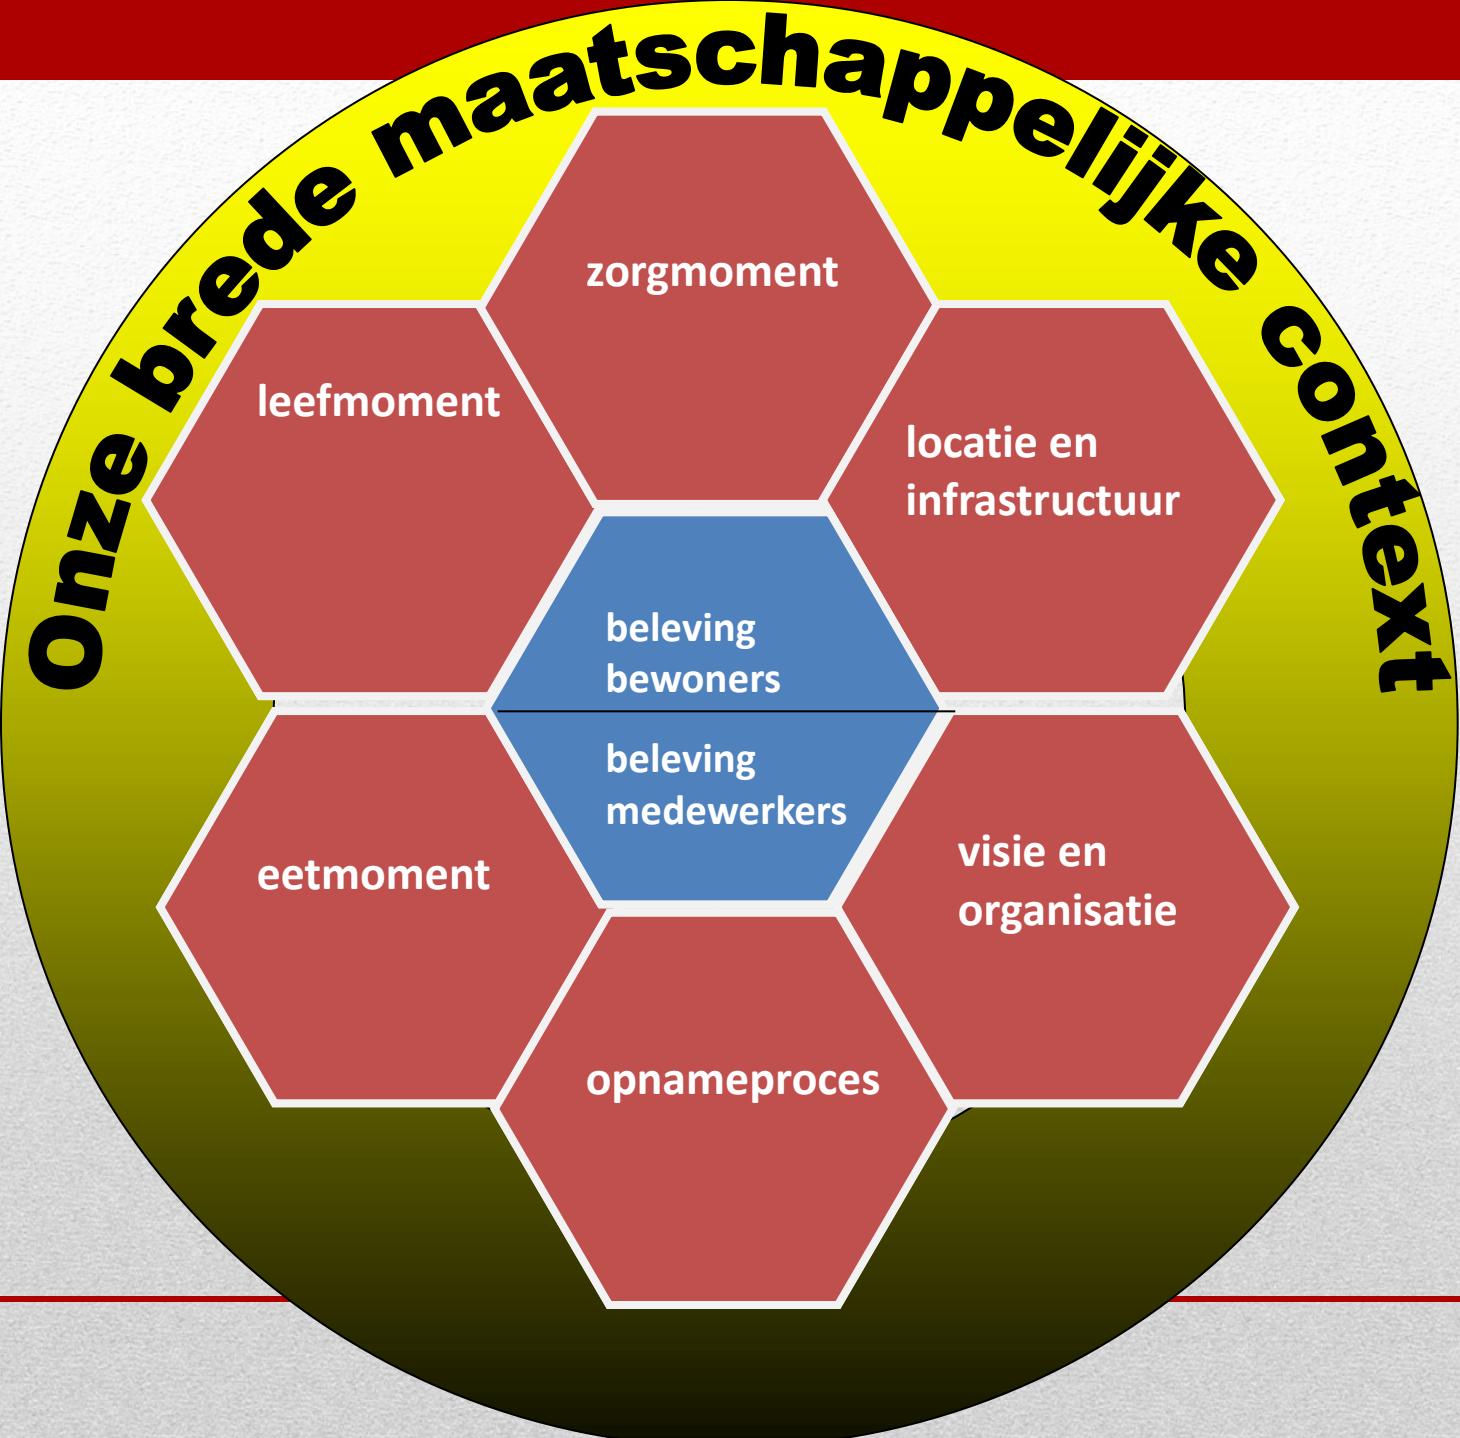 Onze brede maatschappelijke context
zorgmoment
leefmoment
locatie en
infrastructuur
beleving
bewoners
beleving
medewerkers
eetmoment
visie en
organisatie
opnameproces